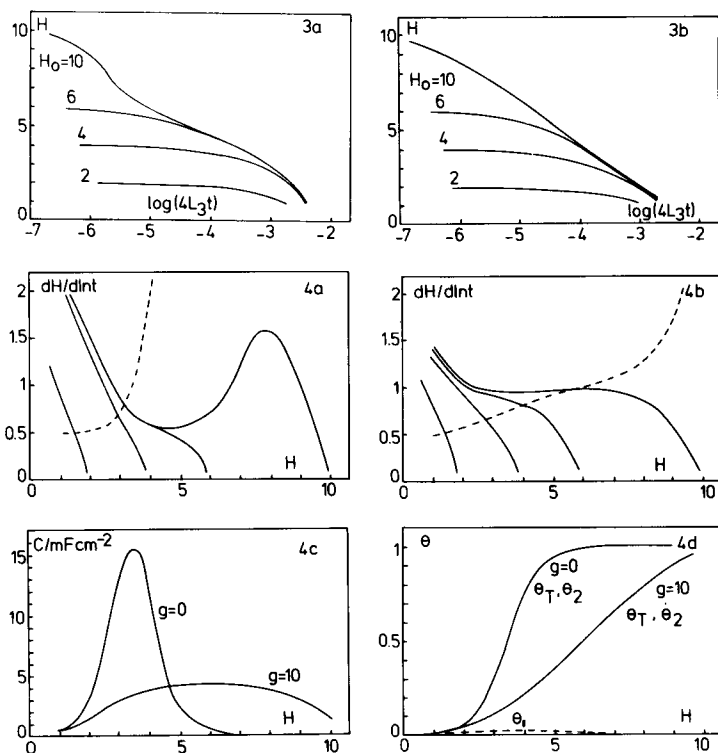 10
H
3a
H₀=10
5
6
4
2
log(4L₃t)
0
-7 -6 -5 -4 -3 -2
10
H
3b
H₀=10
5
6
4
2
log(4L₃t)
0
-7 -6 -5 -4 -3 -2
dH/dlnt
4a
2
1.5
1
0.5
0
H
0 5 10
dH/dlnt
4b
2
1.5
1
0.5
0
H
0 5 10
C/mFcm⁻²
4c
15
10
5
0
g=0
g=10
H
0 5 10
θ
4d
1
0.5
0
g=0
θ_T, θ₂
g=10
θ_T, θ₂
θ₁
H
0 5 10